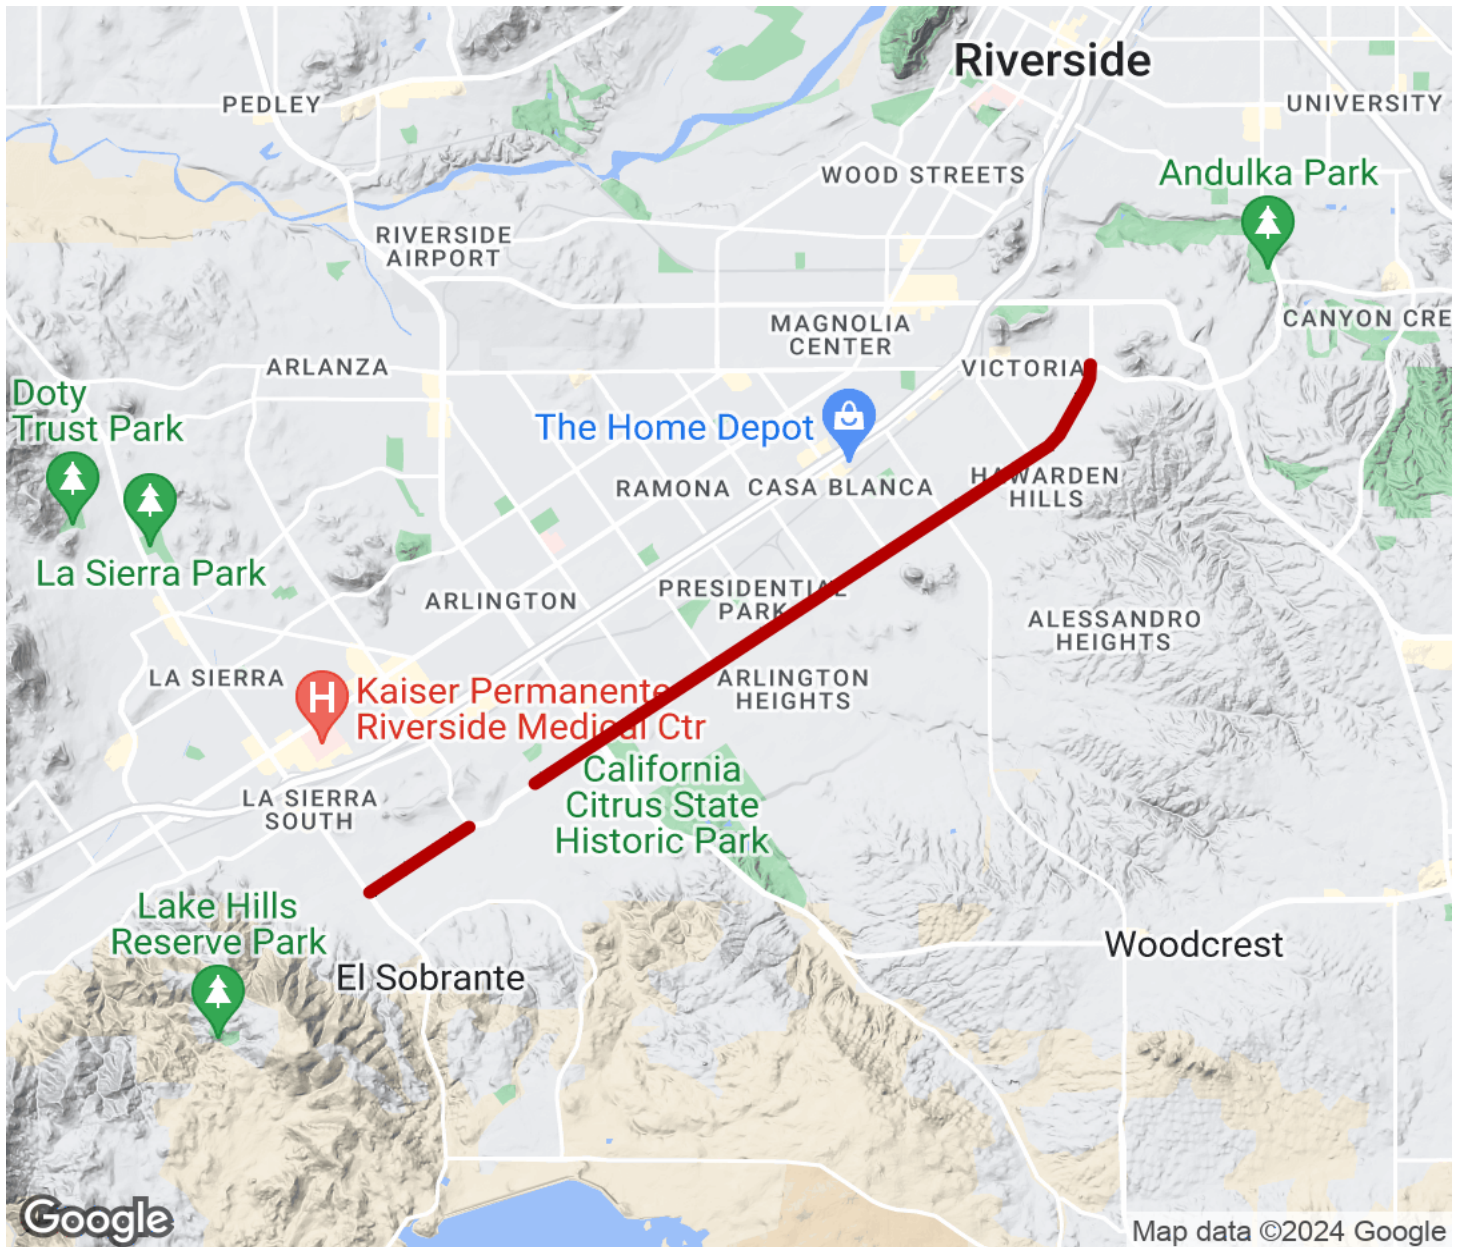 Riverside
PEDLEY
UNIVERSITY
WOOD STREETS
Andulka Park
RIVERSIDE
AIRPORT
CANYON CRE
MAGNOLIA
CENTER
ARLANZA
VICTORIA
Doty
Trust Park
The Home Depot
RAMONA
CASA BLANCA
HAWARDEN
HILLS
La Sierra Park
ARLINGTON
PRESIDENTIAL
PARK
ALESSANDRO
HEIGHTS
LA SIERRA
H
Kaiser Permanente
Riverside Medical Ctr
ARLINGTON
HEIGHTS
California
Citrus State
Historic Park
LA SIERRA
SOUTH
Lake Hills
Reserve Park
El Sobrante
Woodcrest
Google
Map data ©2024 Google